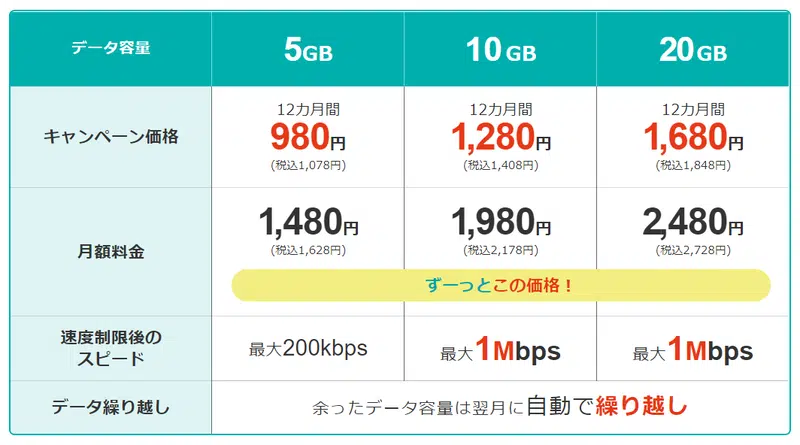 データ容量 5GB 10GB 20GB
12カ月間 12カ月間 12カ月間
キャンペーン価格 980円 1,280円 1,680円
(税込1,078円) (税込1,408円) (税込1,848円)
1,480円 1,980円 2,480円
月額料金 (税込1,628円) (税込2,178円) (税込2,728円)
ずーっとこの価格！
速度制限後の
スピード 最大200kbps 最大1Mbps 最大1Mbps
データ繰り越し 余ったデータ容量は翌月に自動で繰り越し